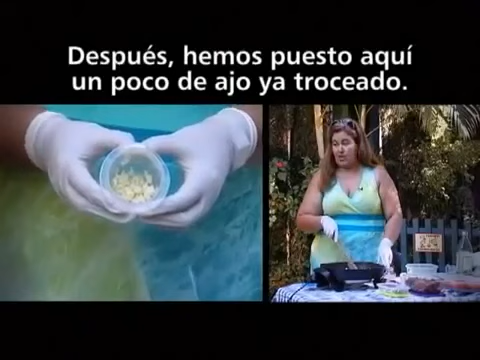 Después, hemos puesto aquí
un poco de ajo ya troceado.